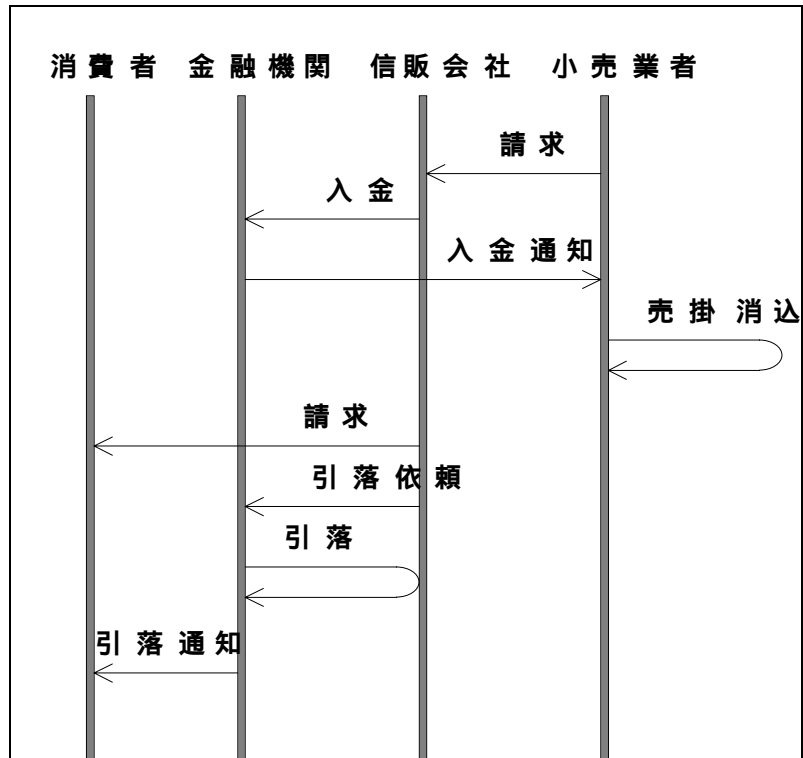 消費者 金融機関 信販会社 小売業者
請求
入金
入金通知
売掛消込
請求
引落依頼
引落
引落通知